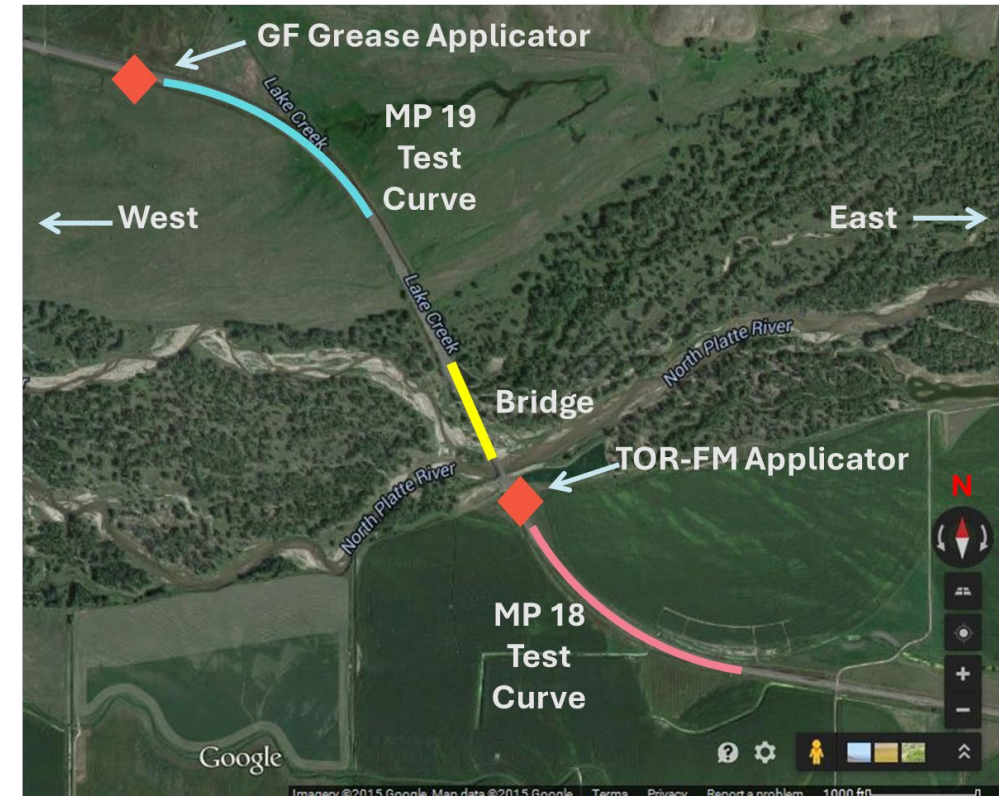 GF Grease Applicator
Lake Creek
MP 19
Test
Curve
West
East
Lake Creek
North Platte River
Bridge
TOR-FM Applicator
North Platte River
N
MP 18
Test
Curve
Google
Imagery ©2015 Google, Map data ©2015 Google Terms Privacy Report a problem 1000 ft